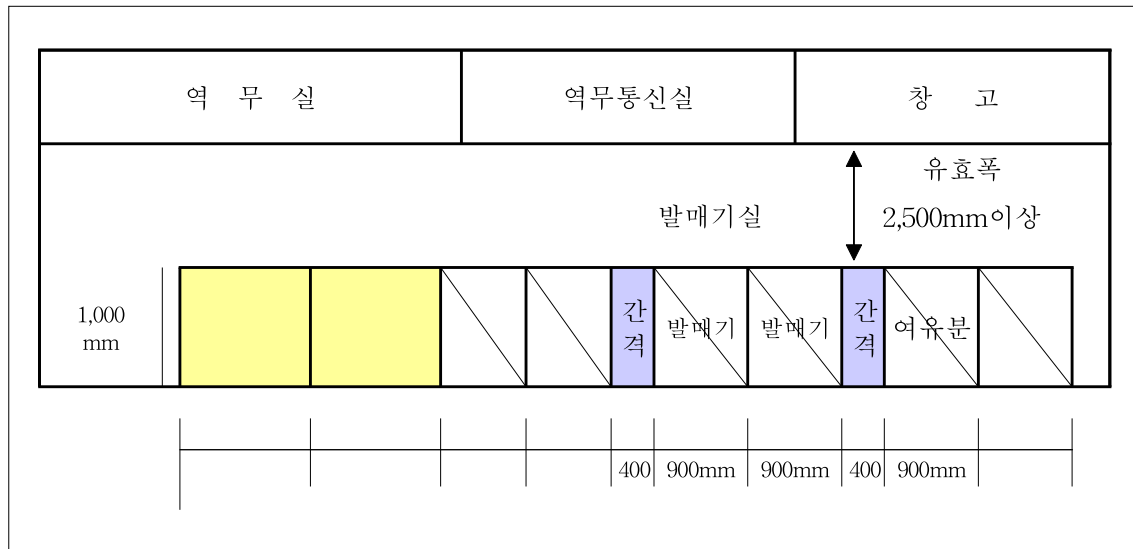 역 무 실
역무통신실
창 고
유효폭
발매기실
2,500mm이상
1,000
mm
간
격
발매기
발매기
간
격
여유분
400
900mm
900mm
400
900mm